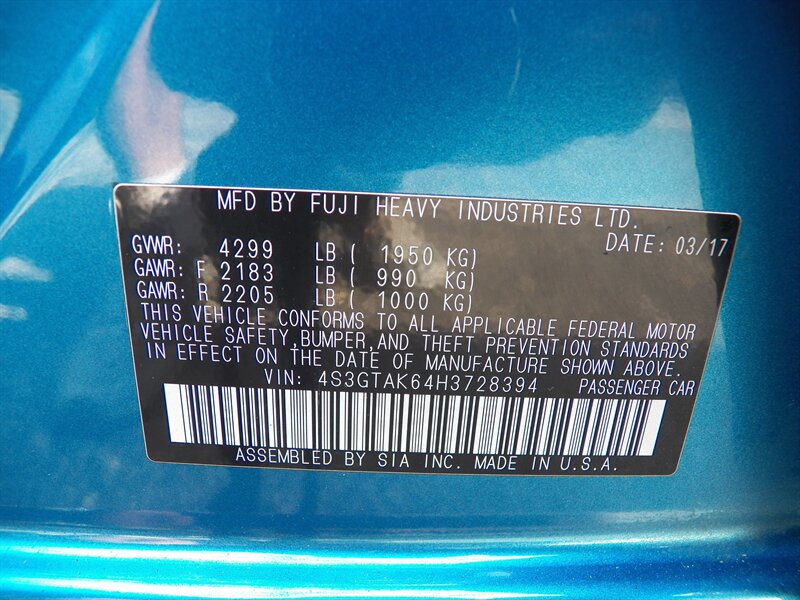 MFD BY FUJI HEAVY INDUSTRIES LTD.
DATE: 03/17
GVWR: 4299 LB ( 1950 KG)
GAWR: F 2183 LB ( 990 KG)
GAWR: R 2205 LB ( 1000 KG)
THIS VEHICLE CONFORMS TO ALL APPLICABLE FEDERAL MOTOR
VEHICLE SAFETY, BUMPER, AND THEFT PREVENTION STANDARDS
IN EFFECT ON THE DATE OF MANUFACTURE SHOWN ABOVE.
VIN: 4S3GTAK64H3728394 PASSENGER CAR
ASSEMBLED BY SIA INC. MADE IN U.S.A.